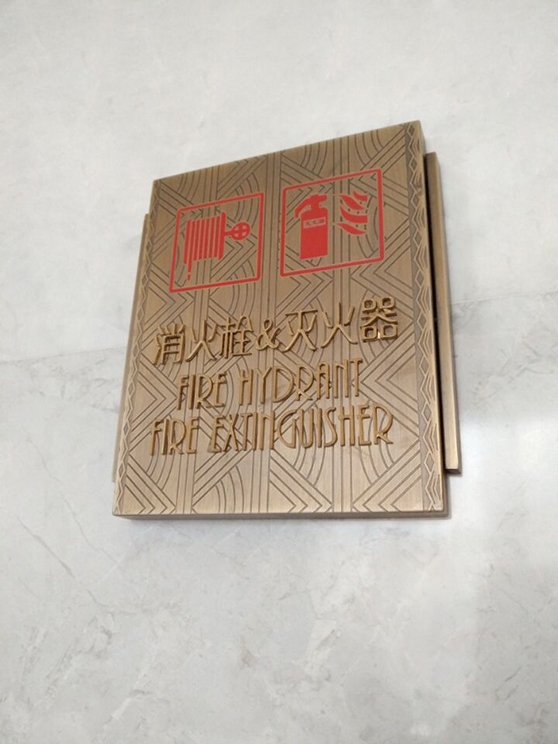 消火栓&灭火器
FIRE HYDRANT
FIRE EXTINGUISHER